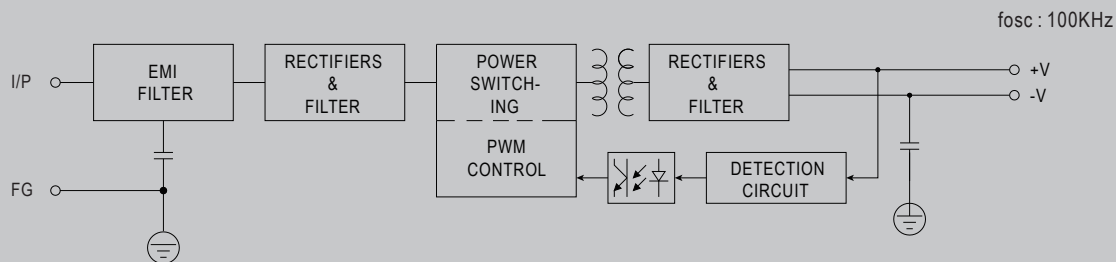 fosc : 100KHz
I/P
EMI
FILTER
RECTIFIERS
&
FILTER
POWER
SWITCH-
ING
PWM
CONTROL
RECTIFIERS
&
FILTER
+V
-V
DETECTION
CIRCUIT
FG